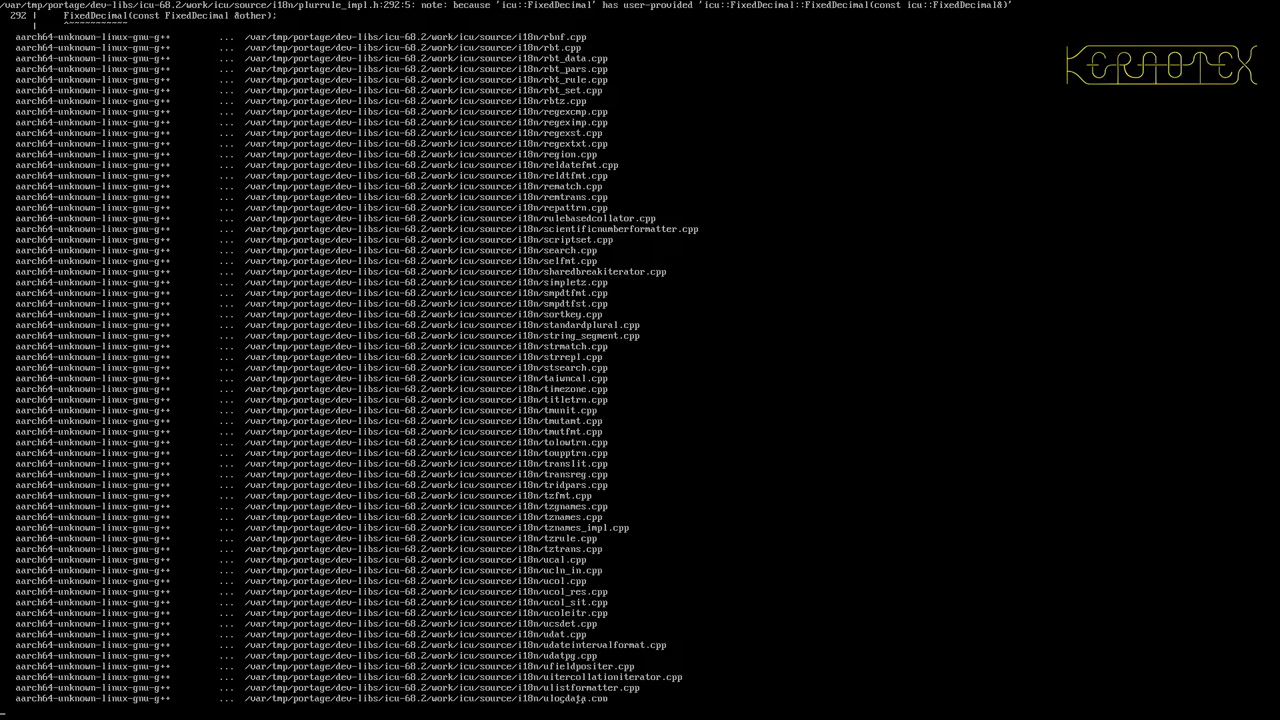 /var/tmp/portage/dev-libs/icu-68.2/work/icu/source/i18n/plurrule_impl.h:292:5: note: because 'icu::FixedDecimal' has user-provided 'icu::FixedDecimal::FixedDecimal(const icu::FixedDecimal&)'
292 |     FixedDecimal(const FixedDecimal &other);
|     ^~~~~~~~~~~~
KERAOTEX
aarch64-unknown-linux-gnu-g++ ... /var/tmp/portage/dev-libs/icu-68.2/work/icu/source/i18n/rbnf.cpp
aarch64-unknown-linux-gnu-g++ ... /var/tmp/portage/dev-libs/icu-68.2/work/icu/source/i18n/rbt.cpp
aarch64-unknown-linux-gnu-g++ ... /var/tmp/portage/dev-libs/icu-68.2/work/icu/source/i18n/rbt_data.cpp
aarch64-unknown-linux-gnu-g++ ... /var/tmp/portage/dev-libs/icu-68.2/work/icu/source/i18n/rbt_pars.cpp
aarch64-unknown-linux-gnu-g++ ... /var/tmp/portage/dev-libs/icu-68.2/work/icu/source/i18n/rbt_rule.cpp
aarch64-unknown-linux-gnu-g++ ... /var/tmp/portage/dev-libs/icu-68.2/work/icu/source/i18n/rbt_set.cpp
aarch64-unknown-linux-gnu-g++ ... /var/tmp/portage/dev-libs/icu-68.2/work/icu/source/i18n/rbtz.cpp
aarch64-unknown-linux-gnu-g++ ... /var/tmp/portage/dev-libs/icu-68.2/work/icu/source/i18n/regexcmp.cpp
aarch64-unknown-linux-gnu-g++ ... /var/tmp/portage/dev-libs/icu-68.2/work/icu/source/i18n/regeximp.cpp
aarch64-unknown-linux-gnu-g++ ... /var/tmp/portage/dev-libs/icu-68.2/work/icu/source/i18n/regexst.cpp
aarch64-unknown-linux-gnu-g++ ... /var/tmp/portage/dev-libs/icu-68.2/work/icu/source/i18n/regextxt.cpp
aarch64-unknown-linux-gnu-g++ ... /var/tmp/portage/dev-libs/icu-68.2/work/icu/source/i18n/region.cpp
aarch64-unknown-linux-gnu-g++ ... /var/tmp/portage/dev-libs/icu-68.2/work/icu/source/i18n/reldatefmt.cpp
aarch64-unknown-linux-gnu-g++ ... /var/tmp/portage/dev-libs/icu-68.2/work/icu/source/i18n/reldtfmt.cpp
aarch64-unknown-linux-gnu-g++ ... /var/tmp/portage/dev-libs/icu-68.2/work/icu/source/i18n/rematch.cpp
aarch64-unknown-linux-gnu-g++ ... /var/tmp/portage/dev-libs/icu-68.2/work/icu/source/i18n/remtrans.cpp
aarch64-unknown-linux-gnu-g++ ... /var/tmp/portage/dev-libs/icu-68.2/work/icu/source/i18n/repattrn.cpp
aarch64-unknown-linux-gnu-g++ ... /var/tmp/portage/dev-libs/icu-68.2/work/icu/source/i18n/rulebasedcollator.cpp
aarch64-unknown-linux-gnu-g++ ... /var/tmp/portage/dev-libs/icu-68.2/work/icu/source/i18n/scientificnumberformatter.cpp
aarch64-unknown-linux-gnu-g++ ... /var/tmp/portage/dev-libs/icu-68.2/work/icu/source/i18n/scriptset.cpp
aarch64-unknown-linux-gnu-g++ ... /var/tmp/portage/dev-libs/icu-68.2/work/icu/source/i18n/search.cpp
aarch64-unknown-linux-gnu-g++ ... /var/tmp/portage/dev-libs/icu-68.2/work/icu/source/i18n/selfmt.cpp
aarch64-unknown-linux-gnu-g++ ... /var/tmp/portage/dev-libs/icu-68.2/work/icu/source/i18n/sharedbreakiterator.cpp
aarch64-unknown-linux-gnu-g++ ... /var/tmp/portage/dev-libs/icu-68.2/work/icu/source/i18n/simpletz.cpp
aarch64-unknown-linux-gnu-g++ ... /var/tmp/portage/dev-libs/icu-68.2/work/icu/source/i18n/smpdtfmt.cpp
aarch64-unknown-linux-gnu-g++ ... /var/tmp/portage/dev-libs/icu-68.2/work/icu/source/i18n/smpdtfst.cpp
aarch64-unknown-linux-gnu-g++ ... /var/tmp/portage/dev-libs/icu-68.2/work/icu/source/i18n/sortkey.cpp
aarch64-unknown-linux-gnu-g++ ... /var/tmp/portage/dev-libs/icu-68.2/work/icu/source/i18n/standardplural.cpp
aarch64-unknown-linux-gnu-g++ ... /var/tmp/portage/dev-libs/icu-68.2/work/icu/source/i18n/string_segment.cpp
aarch64-unknown-linux-gnu-g++ ... /var/tmp/portage/dev-libs/icu-68.2/work/icu/source/i18n/strmatch.cpp
aarch64-unknown-linux-gnu-g++ ... /var/tmp/portage/dev-libs/icu-68.2/work/icu/source/i18n/strrepl.cpp
aarch64-unknown-linux-gnu-g++ ... /var/tmp/portage/dev-libs/icu-68.2/work/icu/source/i18n/stsearch.cpp
aarch64-unknown-linux-gnu-g++ ... /var/tmp/portage/dev-libs/icu-68.2/work/icu/source/i18n/taiwncal.cpp
aarch64-unknown-linux-gnu-g++ ... /var/tmp/portage/dev-libs/icu-68.2/work/icu/source/i18n/timezone.cpp
aarch64-unknown-linux-gnu-g++ ... /var/tmp/portage/dev-libs/icu-68.2/work/icu/source/i18n/titletrn.cpp
aarch64-unknown-linux-gnu-g++ ... /var/tmp/portage/dev-libs/icu-68.2/work/icu/source/i18n/tmunit.cpp
aarch64-unknown-linux-gnu-g++ ... /var/tmp/portage/dev-libs/icu-68.2/work/icu/source/i18n/tmutamt.cpp
aarch64-unknown-linux-gnu-g++ ... /var/tmp/portage/dev-libs/icu-68.2/work/icu/source/i18n/tmutfmt.cpp
aarch64-unknown-linux-gnu-g++ ... /var/tmp/portage/dev-libs/icu-68.2/work/icu/source/i18n/tolowtrn.cpp
aarch64-unknown-linux-gnu-g++ ... /var/tmp/portage/dev-libs/icu-68.2/work/icu/source/i18n/toupptrn.cpp
aarch64-unknown-linux-gnu-g++ ... /var/tmp/portage/dev-libs/icu-68.2/work/icu/source/i18n/translit.cpp
aarch64-unknown-linux-gnu-g++ ... /var/tmp/portage/dev-libs/icu-68.2/work/icu/source/i18n/transreg.cpp
aarch64-unknown-linux-gnu-g++ ... /var/tmp/portage/dev-libs/icu-68.2/work/icu/source/i18n/tridpars.cpp
aarch64-unknown-linux-gnu-g++ ... /var/tmp/portage/dev-libs/icu-68.2/work/icu/source/i18n/tzfmt.cpp
aarch64-unknown-linux-gnu-g++ ... /var/tmp/portage/dev-libs/icu-68.2/work/icu/source/i18n/tzgnames.cpp
aarch64-unknown-linux-gnu-g++ ... /var/tmp/portage/dev-libs/icu-68.2/work/icu/source/i18n/tznames.cpp
aarch64-unknown-linux-gnu-g++ ... /var/tmp/portage/dev-libs/icu-68.2/work/icu/source/i18n/tznames_impl.cpp
aarch64-unknown-linux-gnu-g++ ... /var/tmp/portage/dev-libs/icu-68.2/work/icu/source/i18n/tzrule.cpp
aarch64-unknown-linux-gnu-g++ ... /var/tmp/portage/dev-libs/icu-68.2/work/icu/source/i18n/tztrans.cpp
aarch64-unknown-linux-gnu-g++ ... /var/tmp/portage/dev-libs/icu-68.2/work/icu/source/i18n/ucal.cpp
aarch64-unknown-linux-gnu-g++ ... /var/tmp/portage/dev-libs/icu-68.2/work/icu/source/i18n/ucln_in.cpp
aarch64-unknown-linux-gnu-g++ ... /var/tmp/portage/dev-libs/icu-68.2/work/icu/source/i18n/ucol.cpp
aarch64-unknown-linux-gnu-g++ ... /var/tmp/portage/dev-libs/icu-68.2/work/icu/source/i18n/ucol_res.cpp
aarch64-unknown-linux-gnu-g++ ... /var/tmp/portage/dev-libs/icu-68.2/work/icu/source/i18n/ucol_sit.cpp
aarch64-unknown-linux-gnu-g++ ... /var/tmp/portage/dev-libs/icu-68.2/work/icu/source/i18n/ucoleitr.cpp
aarch64-unknown-linux-gnu-g++ ... /var/tmp/portage/dev-libs/icu-68.2/work/icu/source/i18n/ucsdet.cpp
aarch64-unknown-linux-gnu-g++ ... /var/tmp/portage/dev-libs/icu-68.2/work/icu/source/i18n/udat.cpp
aarch64-unknown-linux-gnu-g++ ... /var/tmp/portage/dev-libs/icu-68.2/work/icu/source/i18n/udateintervalformat.cpp
aarch64-unknown-linux-gnu-g++ ... /var/tmp/portage/dev-libs/icu-68.2/work/icu/source/i18n/udatpg.cpp
aarch64-unknown-linux-gnu-g++ ... /var/tmp/portage/dev-libs/icu-68.2/work/icu/source/i18n/ufieldpositer.cpp
aarch64-unknown-linux-gnu-g++ ... /var/tmp/portage/dev-libs/icu-68.2/work/icu/source/i18n/uitercollationiterator.cpp
aarch64-unknown-linux-gnu-g++ ... /var/tmp/portage/dev-libs/icu-68.2/work/icu/source/i18n/ulistformatter.cpp
aarch64-unknown-linux-gnu-g++ ... /var/tmp/portage/dev-libs/icu-68.2/work/icu/source/i18n/ulocdata.cpp